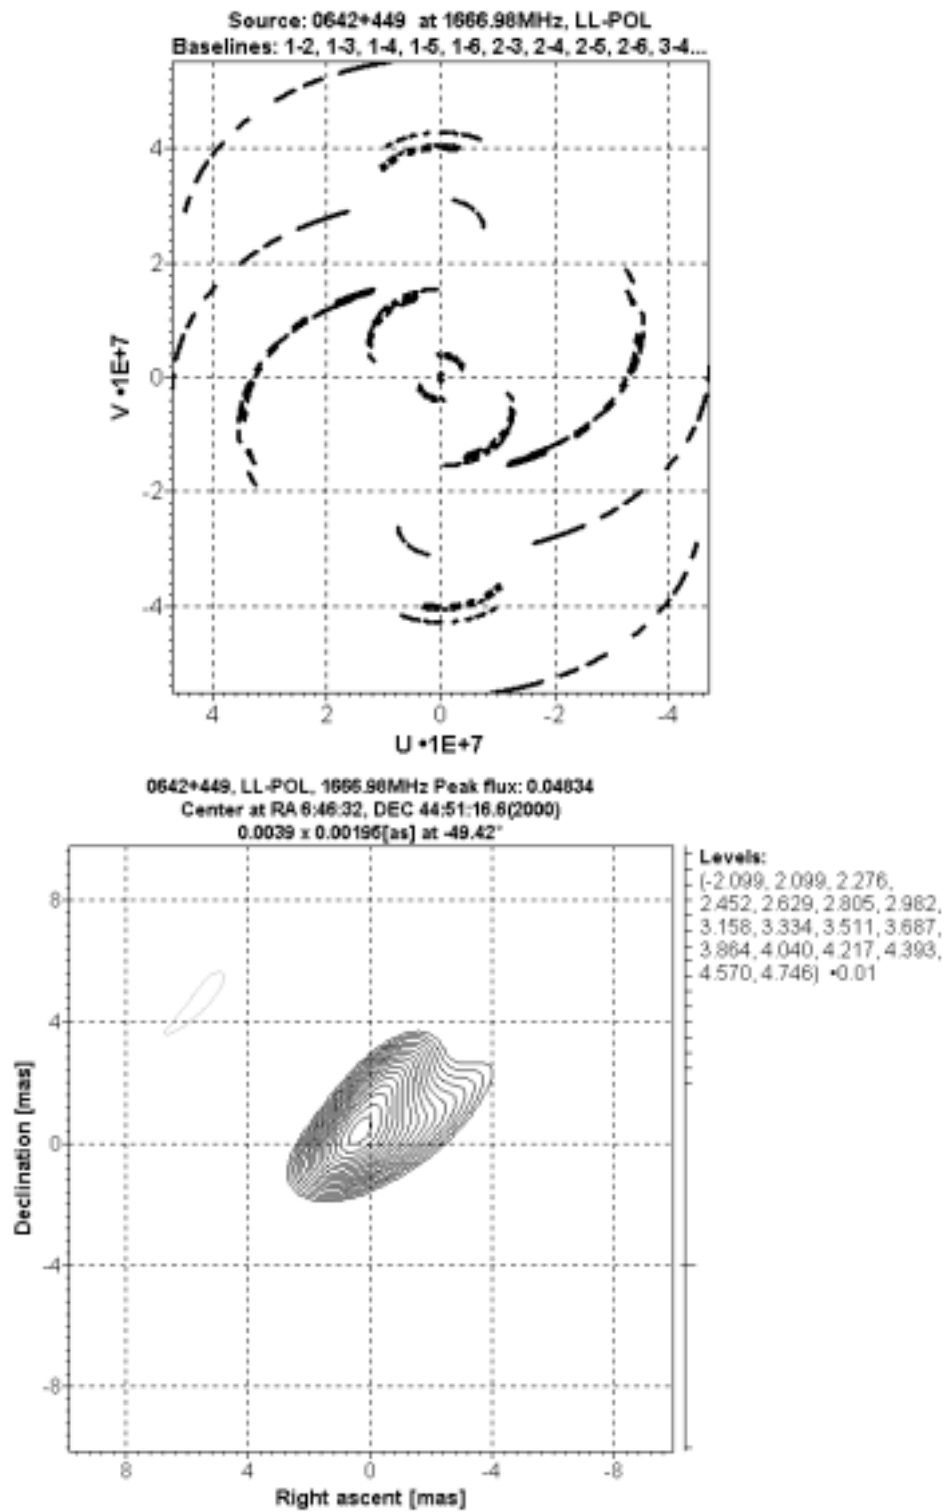 Source: 0642+449 at 1666.98MHz, LL-POL
Baselines: 1-2, 1-3, 1-4, 1-5, 1-6, 2-3, 2-4, 2-5, 2-6, 3-4...
4
2
0
-2
-4
V •1E+7
4 2 0 -2 -4
U •1E+7
0642+449, LL-POL, 1666.98MHz Peak flux: 0.04834
Center at RA 6:46:32, DEC 44:51:16.6(2000)
0.0039 x 0.00195[as] at -49.42°
Levels:
(-2.099, 2.099, 2.276,
2.452, 2.629, 2.805, 2.982,
3.158, 3.334, 3.511, 3.687,
3.864, 4.040, 4.217, 4.393,
4.570, 4.746) •0.01
8
4
0
-4
-8
Declination [mas]
8 4 0 -4 -8
Right ascent [mas]